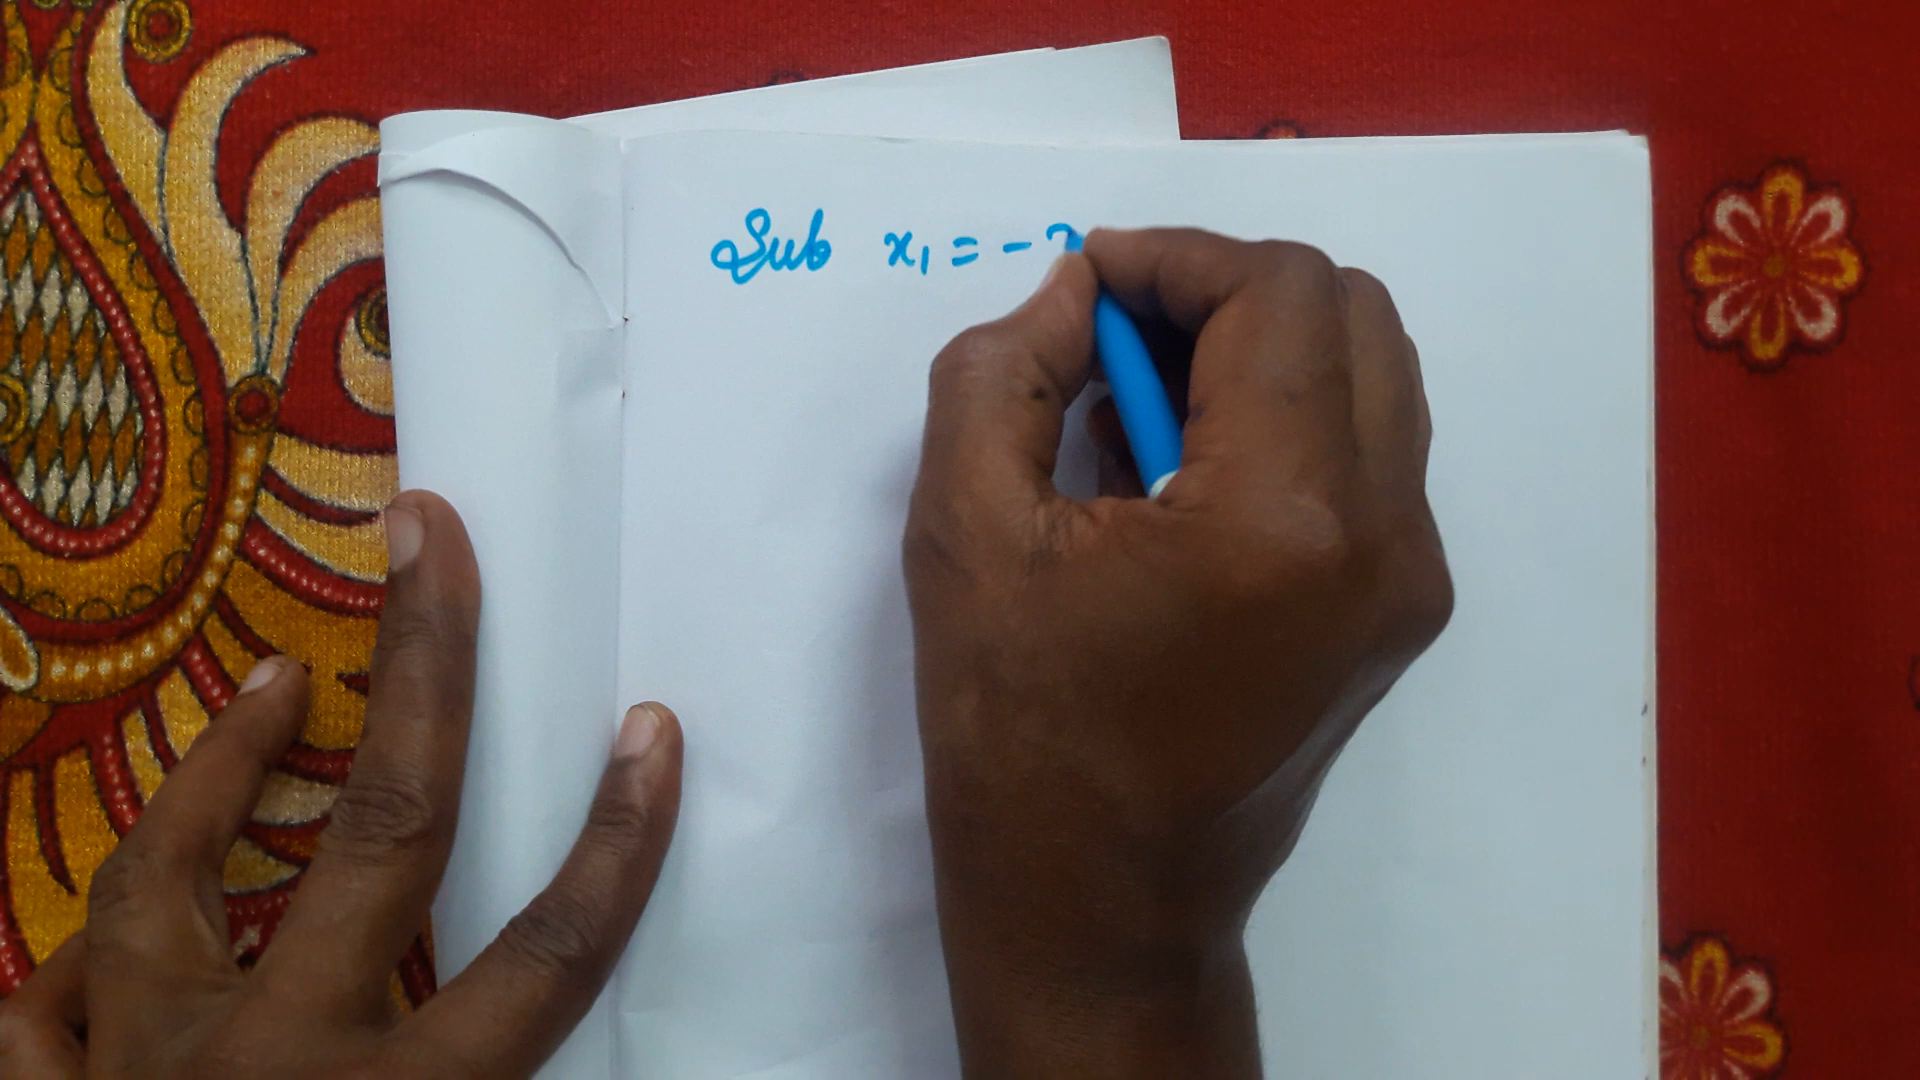 Sub x₁ = -